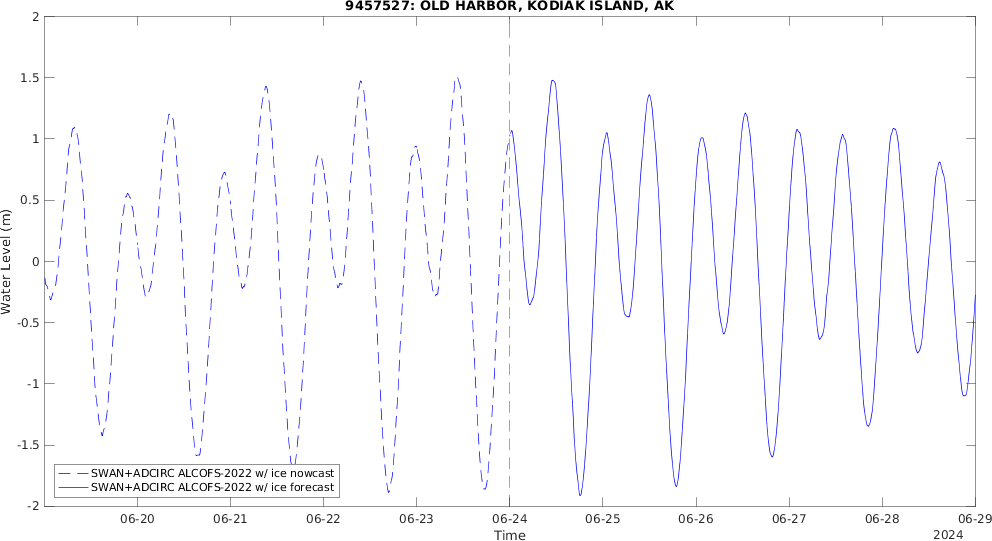 9457527: OLD HARBOR, KODIAK ISLAND, AK
2
1.5
1
0.5
0
-0.5
-1
-1.5
-2
Water Level (m)
SWAN+ADCIRC ALCOFS-2022 w/ ice nowcast
SWAN+ADCIRC ALCOFS-2022 w/ ice forecast
06-20 06-21 06-22 06-23 06-24 06-25 06-26 06-27 06-28 06-29
Time
2024